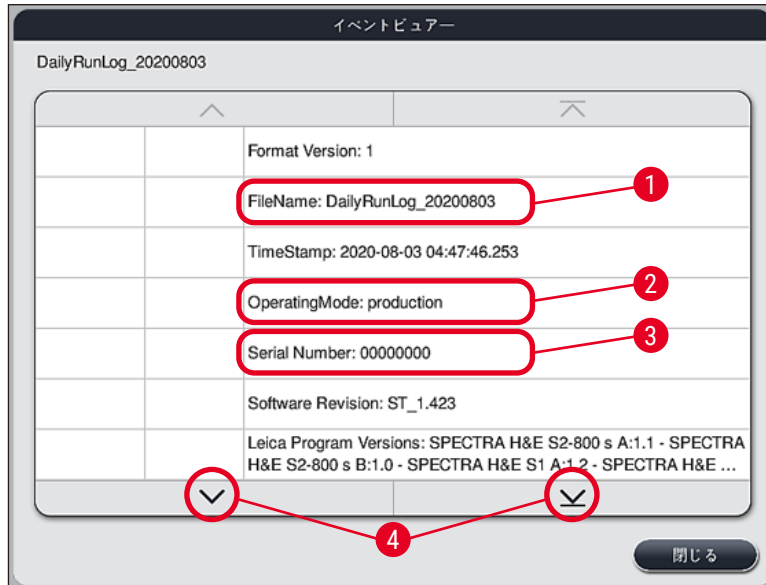 イベントビュアー
DailyRunLog_20200803
Format Version: 1
FileName: DailyRunLog_20200803
1
TimeStamp: 2020-08-03 04:47:46.253
OperatingMode: production
2
Serial Number: 00000000
3
Software Revision: ST_1.423
Leica Program Versions: SPECTRA H&E S2-800 s A:1.1 - SPECTRA
H&E S2-800 s B:1.0 - SPECTRA H&E S1 A:1.2 - SPECTRA H&E ...
4
閉じる